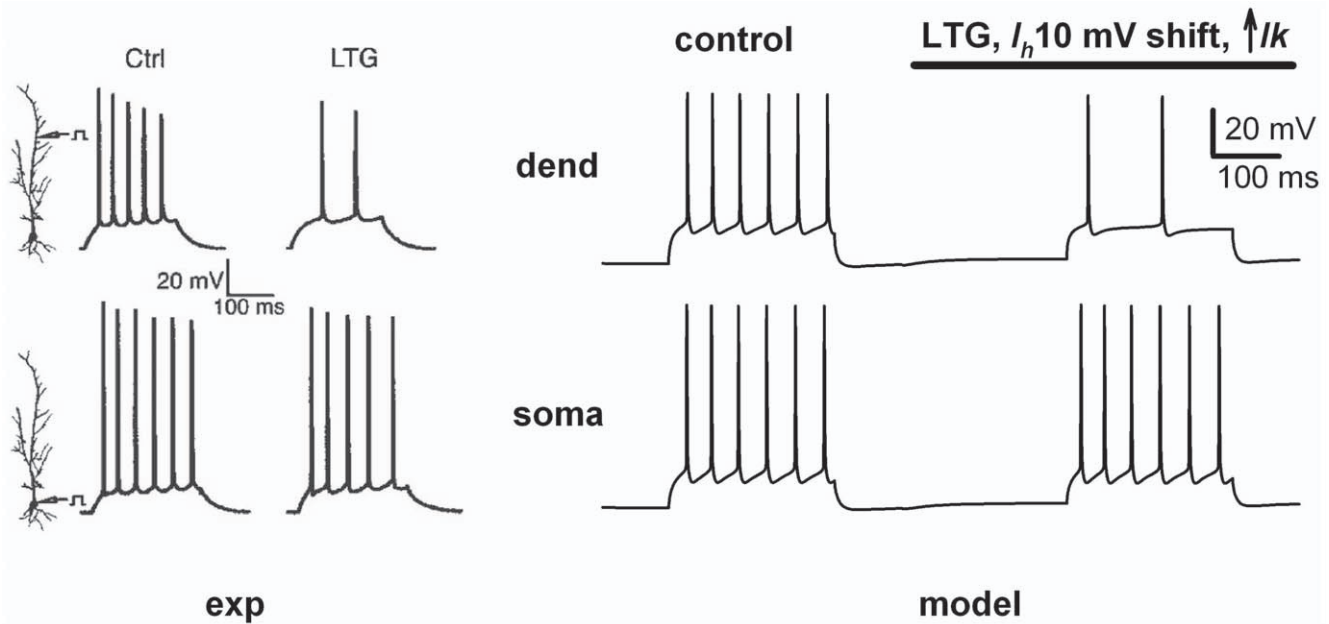 Ctrl
LTG
control
LTG, Ih10 mV shift, ↑Ik
20 mV
100 ms
dend
20 mV
100 ms
soma
exp
model